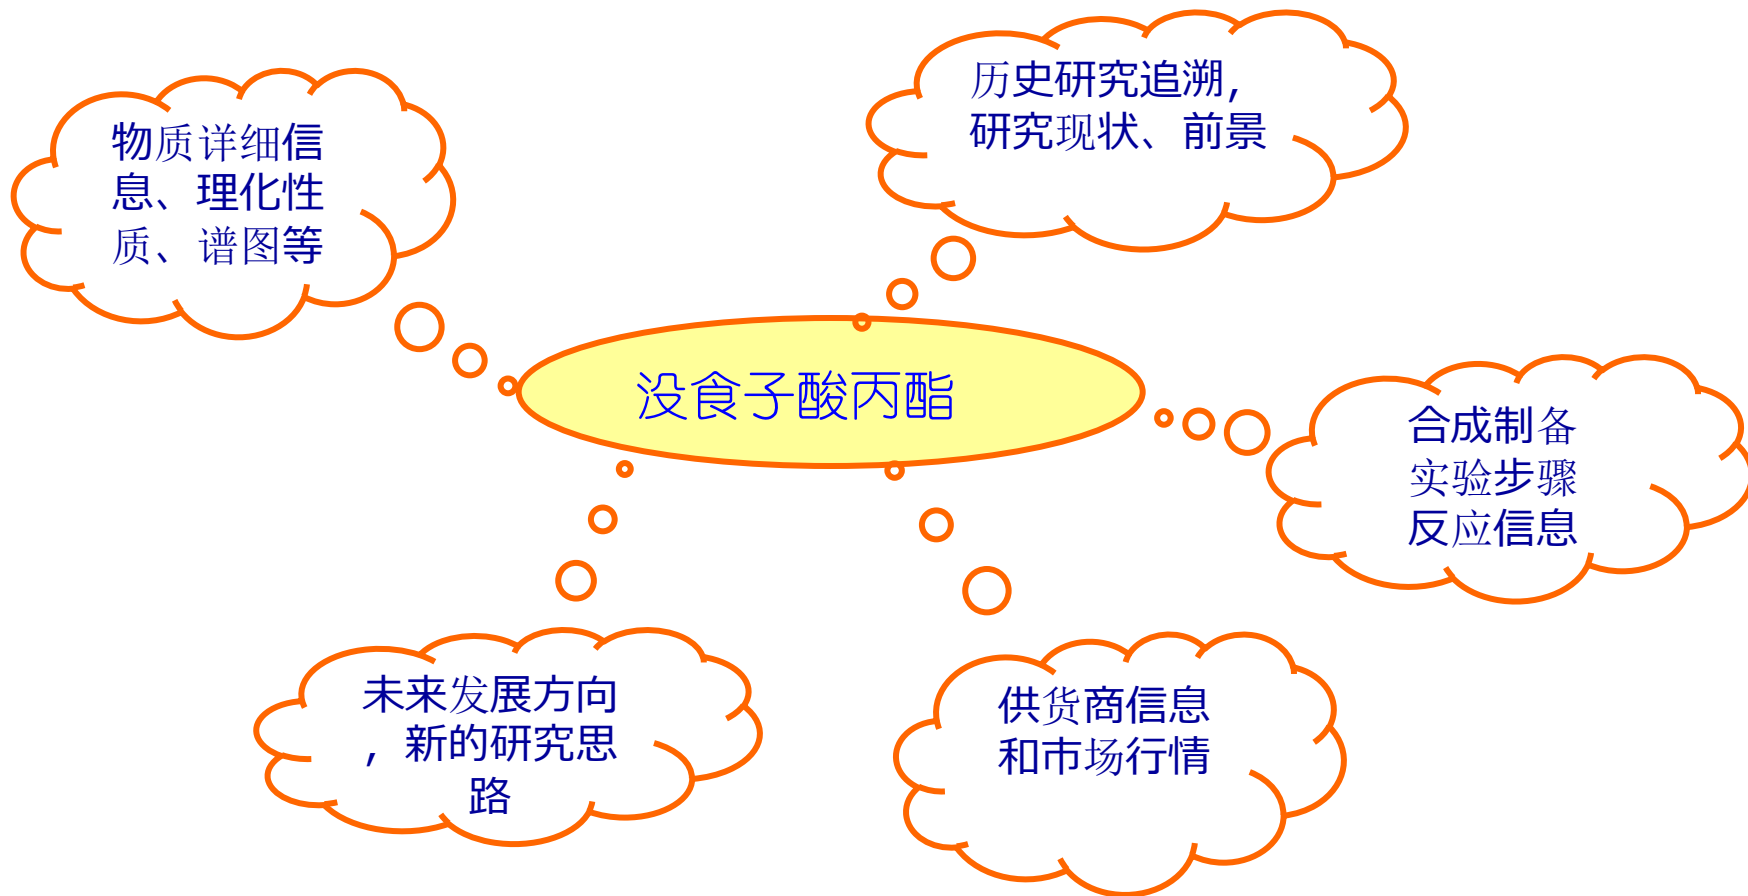 历史研究追溯,
研究现状、前景
物质详细信
息、理化性
质、谱图等
没食子酸丙酯
合成制备
实验步骤
反应信息
未来发展方向
，新的研究思
路
供货商信息
和市场行情